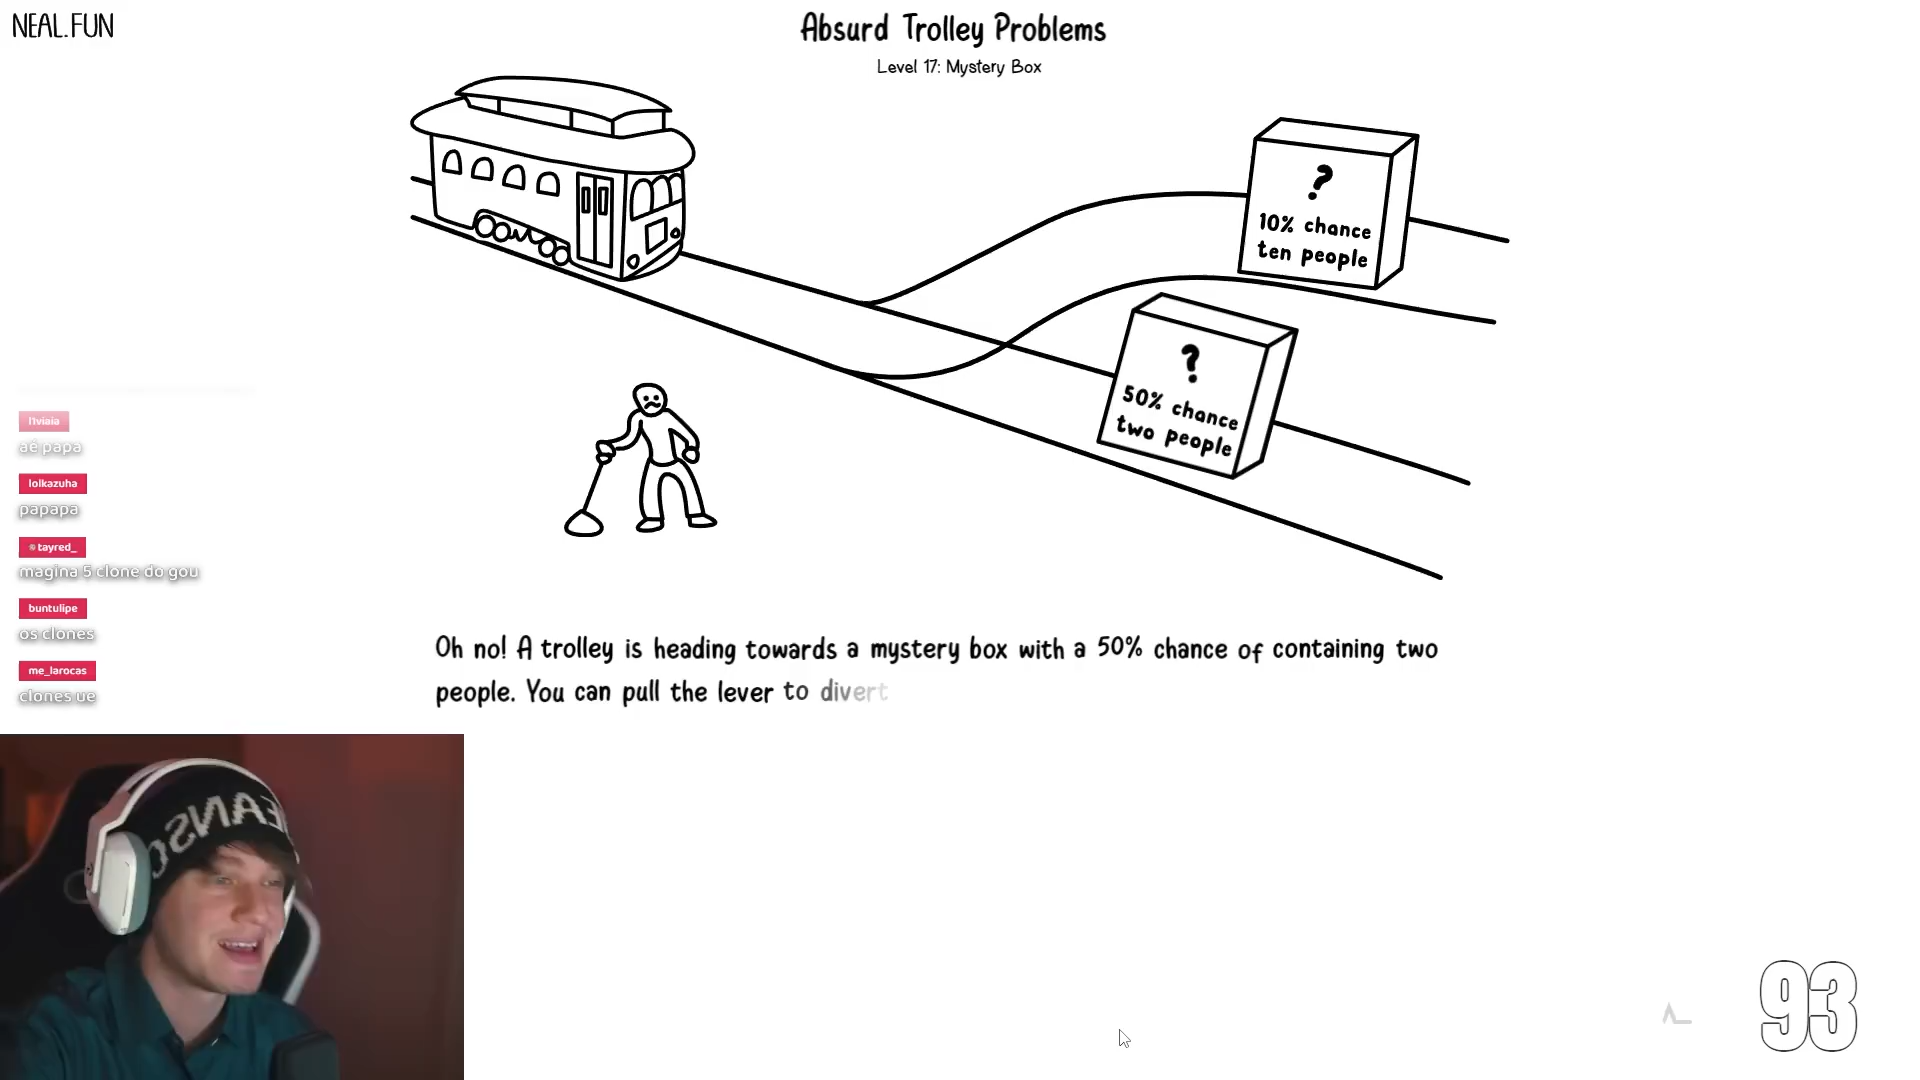 NEAL.FUN
Absurd Trolley Problems
Level 17: Mystery Box
?
10% chance
ten people
?
50% chance
two people
aé papa
lolkazuha
papapa
tayred_
magina 5 clone do gou
buntulipe
os clones
me_larocas
clones ue
Oh no! A trolley is heading towards a mystery box with a 50% chance of containing two
people. You can pull the lever to divert
93